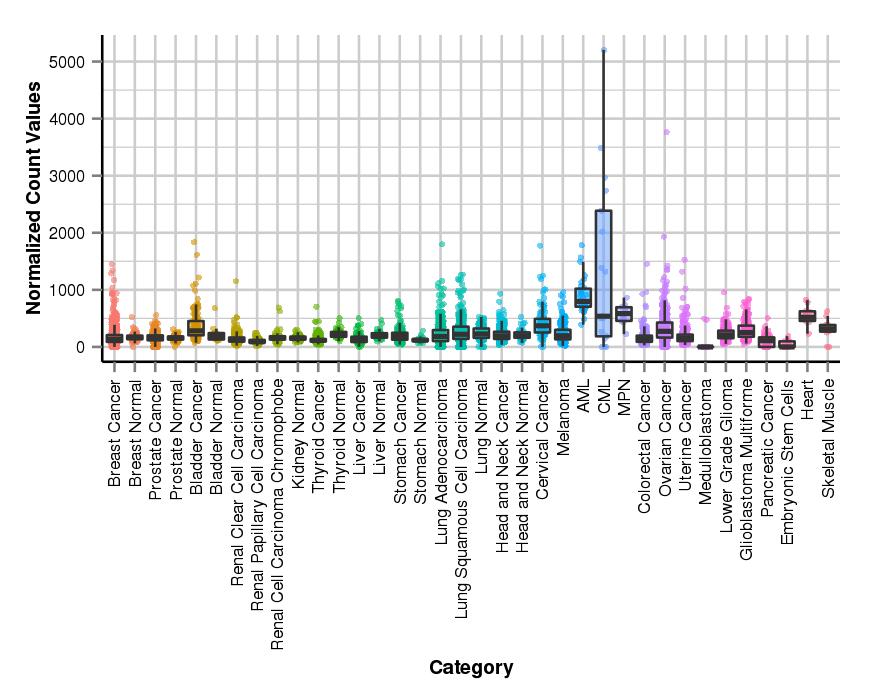 Normalized Count Values
5000
4000
3000
2000
1000
0
Breast Cancer
Breast Normal
Prostate Cancer
Prostate Normal
Bladder Cancer
Bladder Normal
Renal Clear Cell Carcinoma
Renal Papillary Cell Carcinoma
Renal Cell Carcinoma Chromophobe
Kidney Normal
Thyroid Cancer
Thyroid Normal
Liver Cancer
Liver Normal
Stomach Cancer
Stomach Normal
Lung Adenocarcinoma
Lung Squamous Cell Carcinoma
Lung Normal
Head and Neck Cancer
Head and Neck Normal
Cervical Cancer
Melanoma
AML
CML
MPN
Colorectal Cancer
Ovarian Cancer
Uterine Cancer
Medulloblastoma
Lower Grade Glioma
Glioblastoma Multiforme
Pancreatic Cancer
Embryonic Stem Cells
Heart
Skeletal Muscle
Category